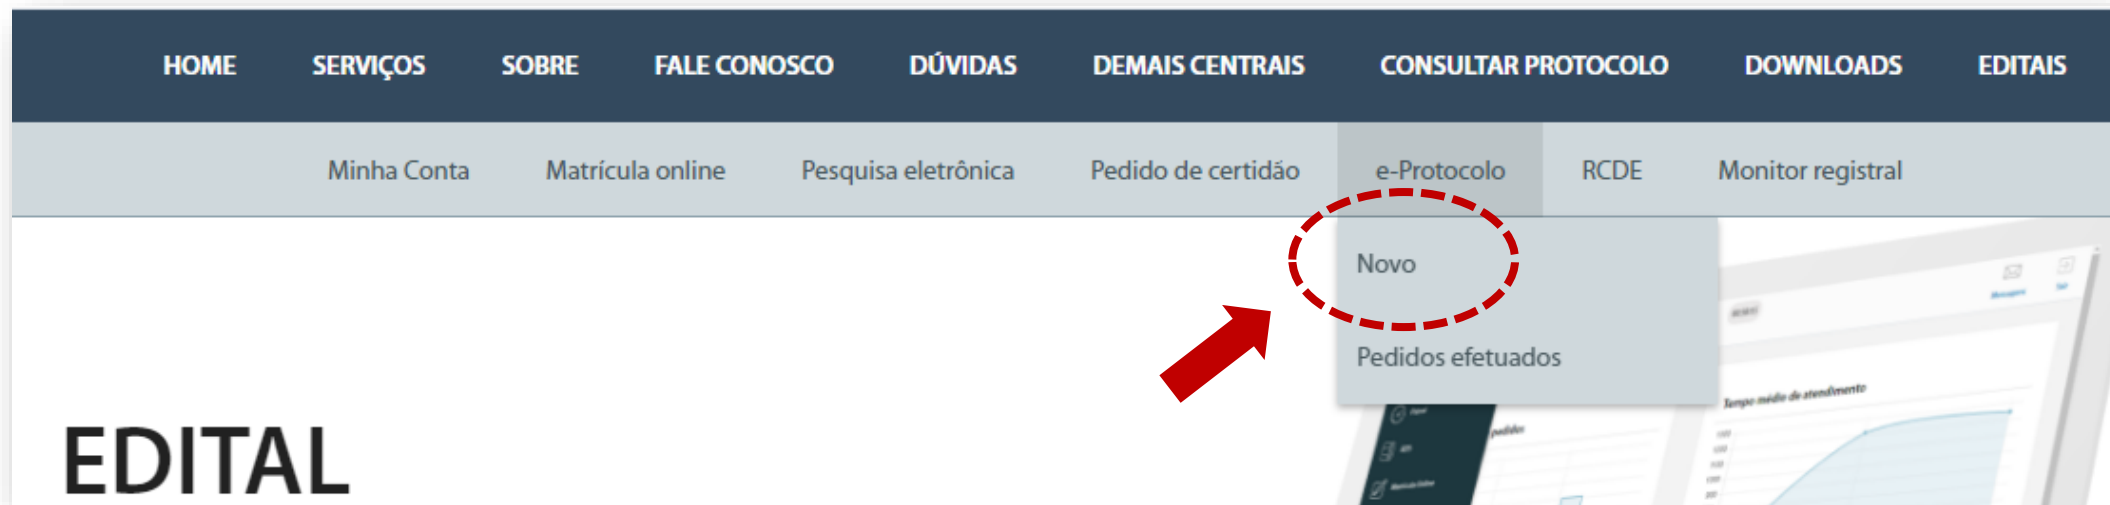 HOME SERVIÇOS SOBRE FALE CONOSCO DÚVIDAS DEMAIS CENTRAIS CONSULTAR PROTOCOLO DOWNLOADS EDITAIS
Minha Conta Matrícula online Pesquisa eletrônica Pedido de certidão e-Protocolo RCDE Monitor registral
Novo
Pedidos efetuados
Tempo médio de atendimento
pedidos
EDITAL